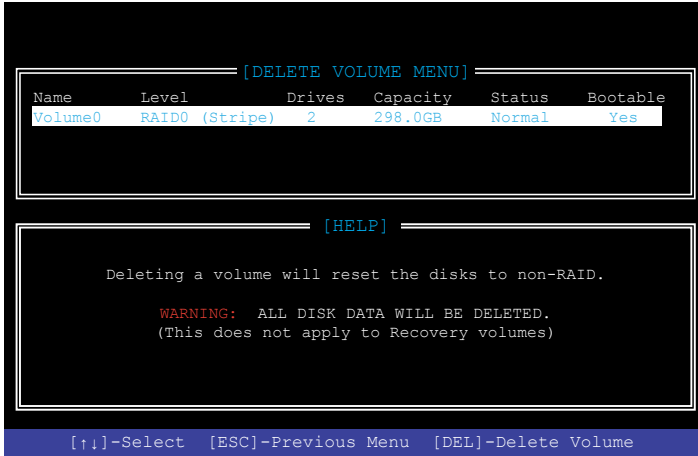 [DELETE VOLUME MENU]
Name Level Drives Capacity Status Bootable
Volume0 RAID0 (Stripe) 2 298.0GB Normal Yes
[HELP]
Deleting a volume will reset the disks to non-RAID.
WARNING: ALL DISK DATA WILL BE DELETED.
(This does not apply to Recovery volumes)
[↑↓]-Select [ESC]-Previous Menu [DEL]-Delete Volume